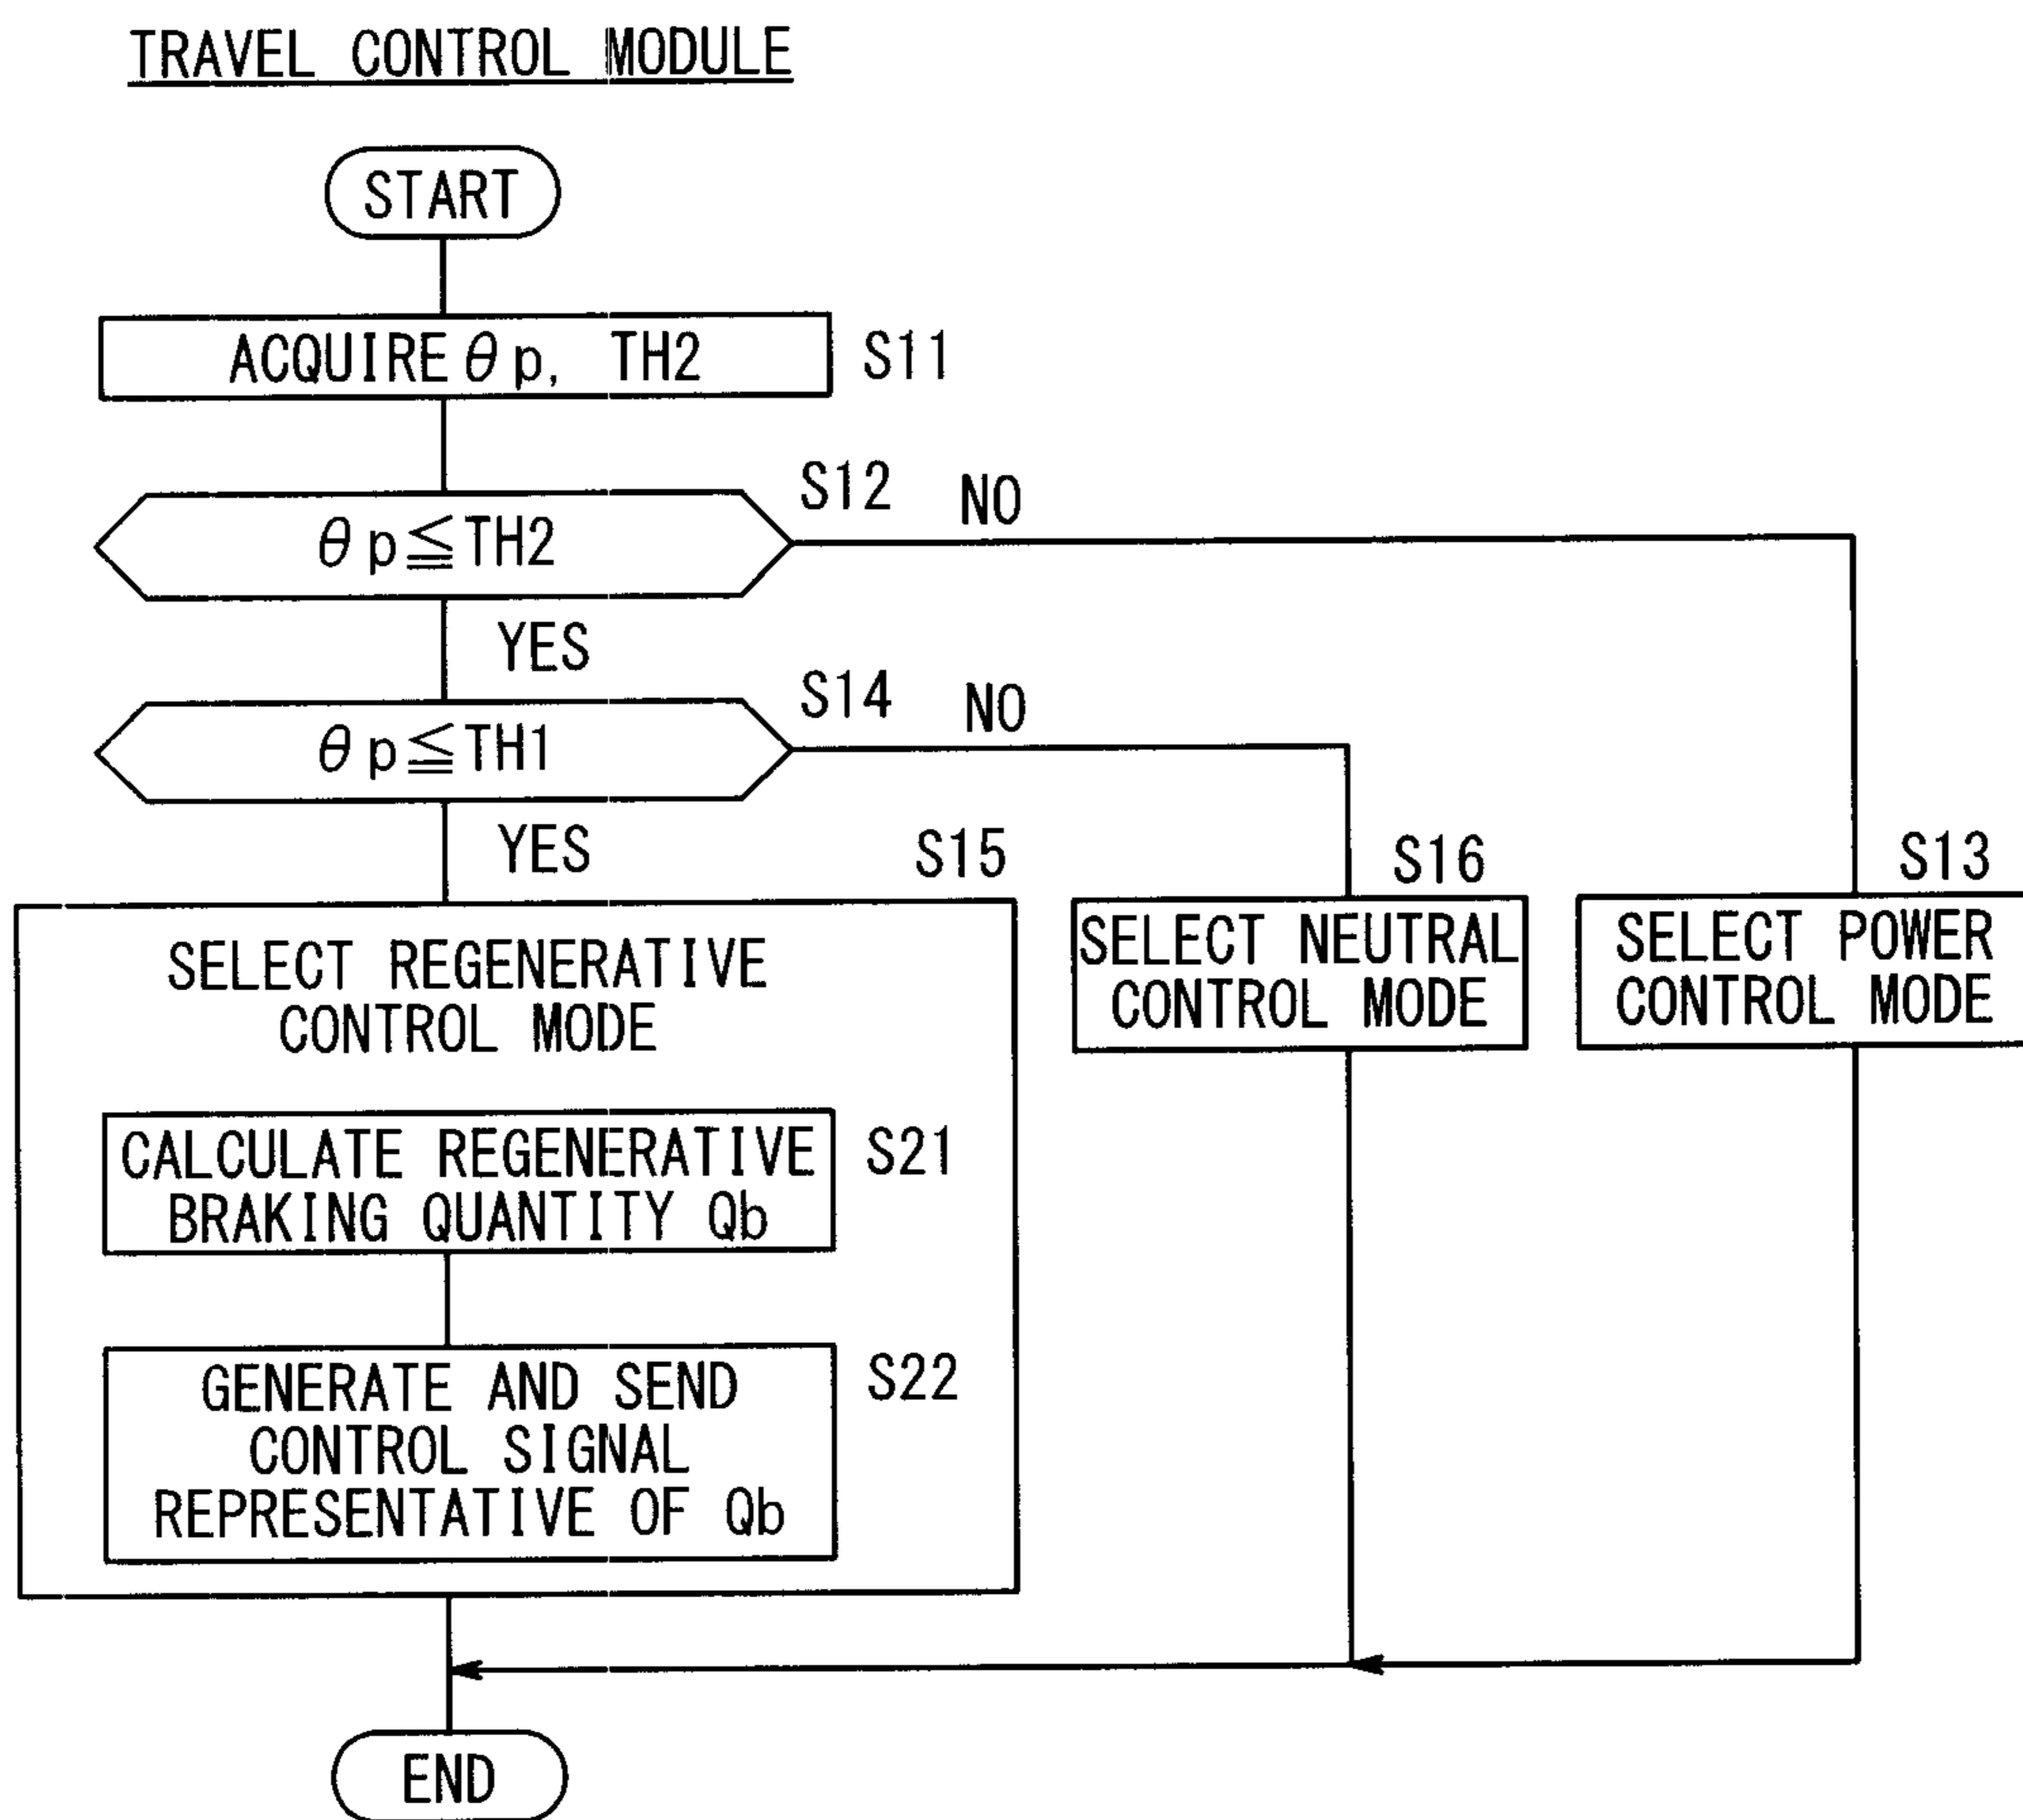 TRAVEL CONTROL MODULE
START
ACQUIRE θp, TH2
S11
θp≦TH2
S12
NO
YES
θp≦TH1
S14
NO
YES
S15
SELECT REGENERATIVE
CONTROL MODE
CALCULATE REGENERATIVE
BRAKING QUANTITY Qb
S21
GENERATE AND SEND
CONTROL SIGNAL
REPRESENTATIVE OF Qb
S22
S16
SELECT NEUTRAL
CONTROL MODE
S13
SELECT POWER
CONTROL MODE
END